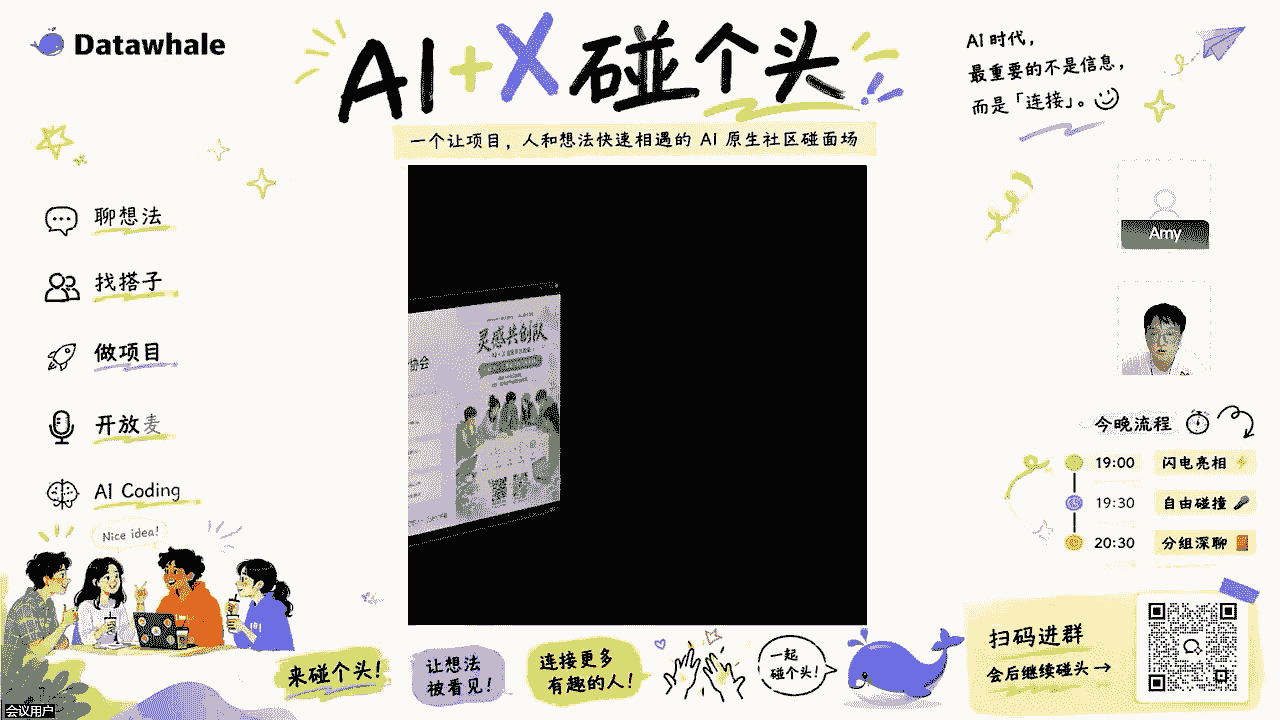 Datawhale
AI+X碰个头
一个让项目，人和想法快速相遇的 AI 原生社区碰面场
AI 时代，
最重要的不是信息，
而是「连接」。
聊想法
找搭子
做项目
开放麦
AI Coding
Nice idea!
灵感共创队
协会
Amy
今晚流程
19:00 闪电亮相
19:30 自由碰撞
20:30 分组深聊
来碰个头！
让想法
被看见！
连接更多
有趣的人！
一起
碰个头！
扫码进群
会后继续碰头→
会议用户